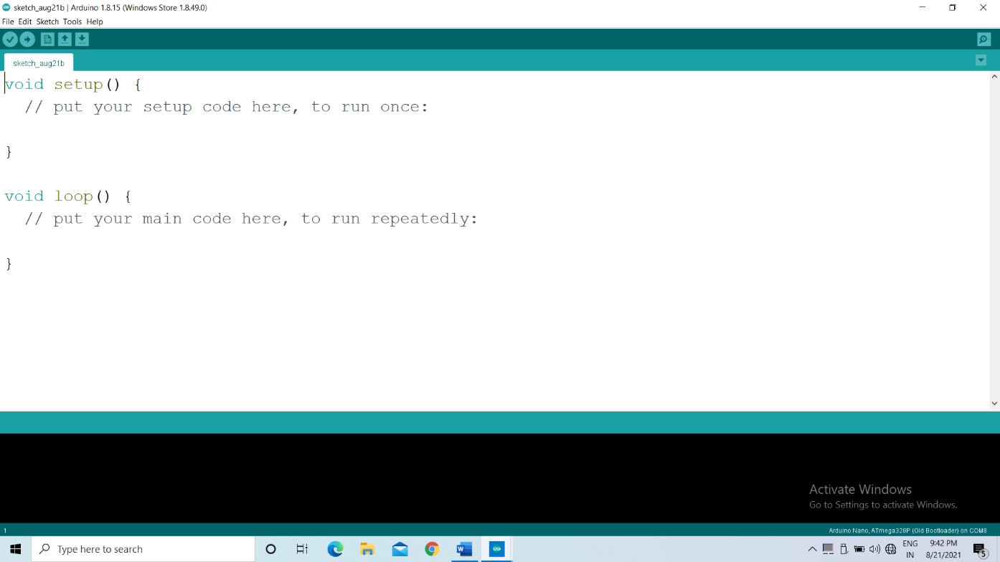 sketch_aug21b | Arduino 1.8.15 (Windows Store 1.8.49.0)
File Edit Sketch Tools Help
sketch_aug21b
void setup() {
  // put your setup code here, to run once:
}
void loop() {
  // put your main code here, to run repeatedly:
}
Activate Windows
Go to Settings to activate Windows.
1
Arduino Nano, ATmega328P (Old Bootloader) on COM8
Type here to search
ENG
IN
9:42 PM
8/21/2021
5